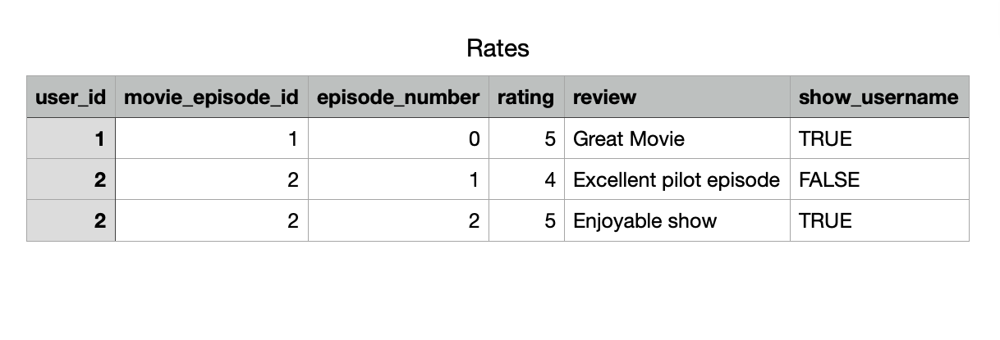 Rates
user_id movie_episode_id episode_number rating review show_username
1 1 0 5 Great Movie TRUE
2 2 1 4 Excellent pilot episode FALSE
2 2 2 5 Enjoyable show TRUE